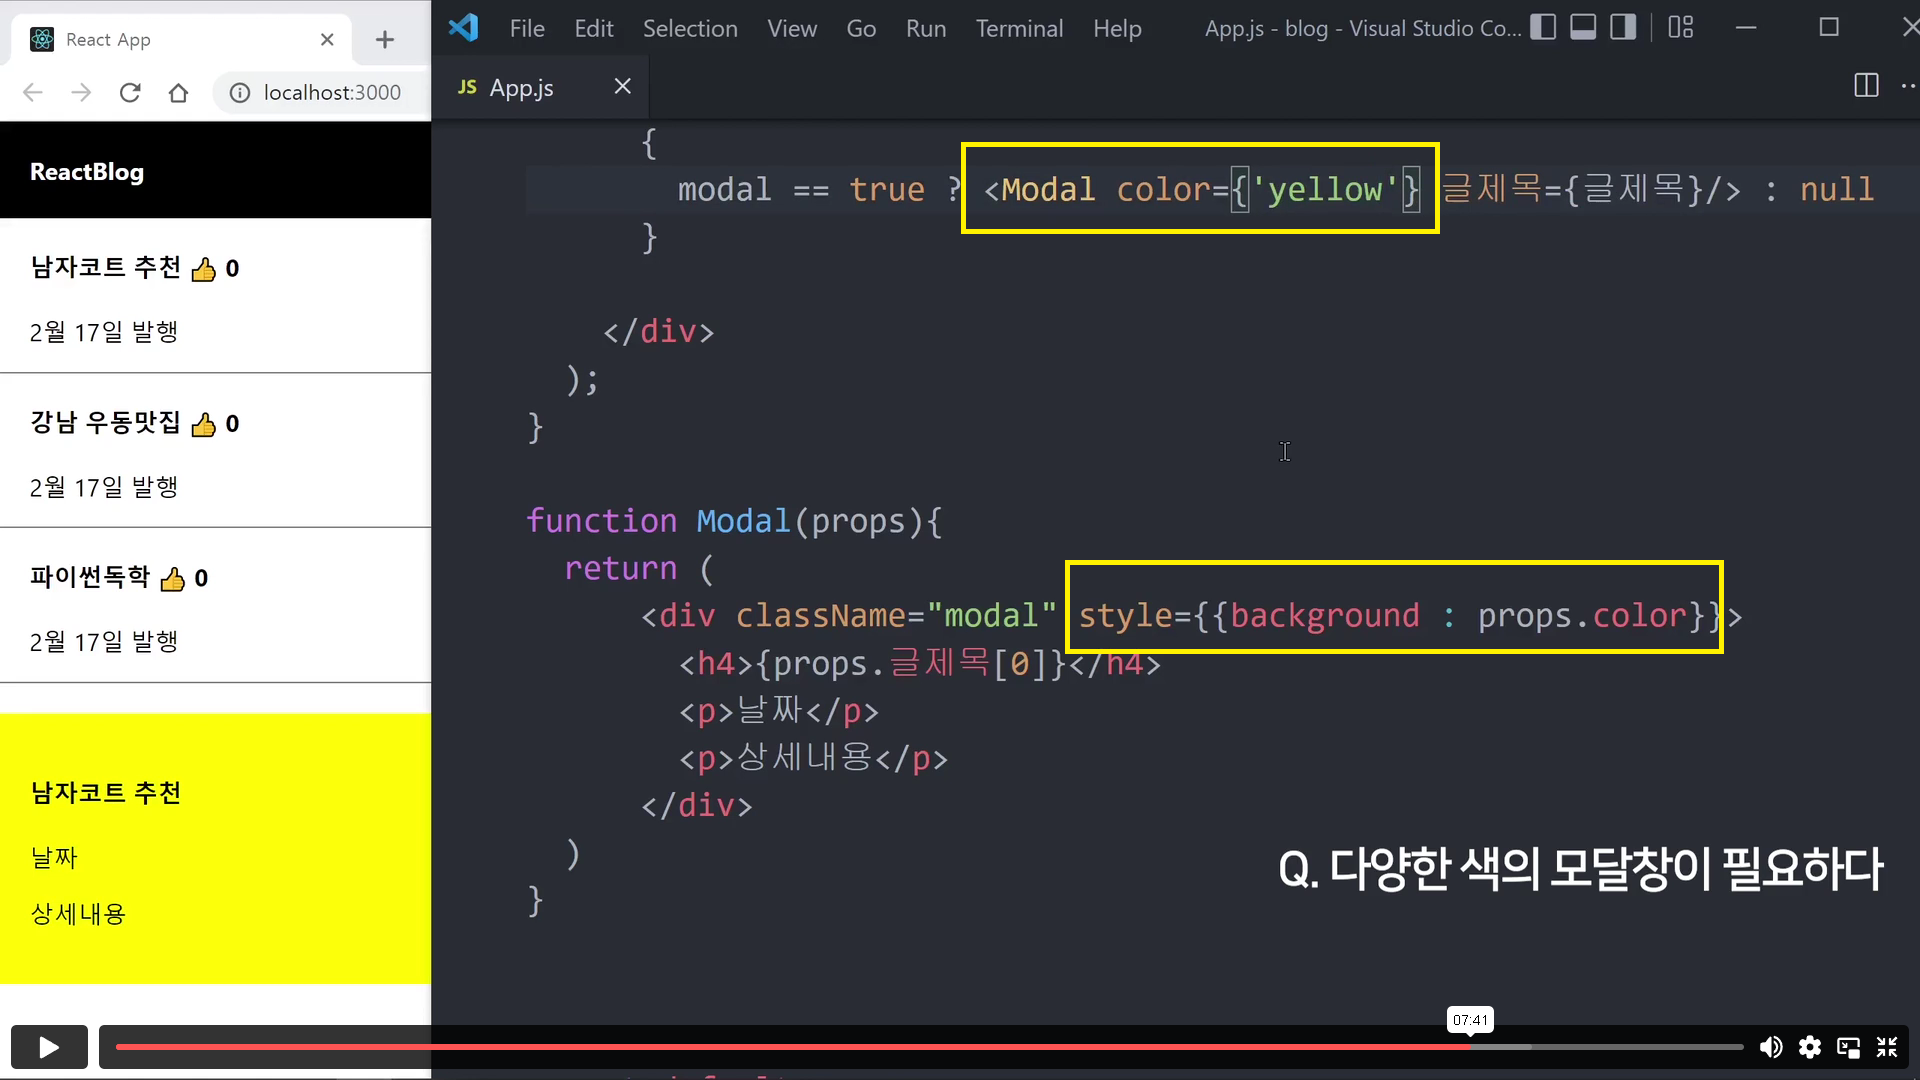 React App
localhost:3000
ReactBlog
남자코트 추천 👍 0
2월 17일 발행
강남 우동맛집 👍 0
2월 17일 발행
파이썬독학 👍 0
2월 17일 발행
남자코트 추천
날짜
상세내용
File Edit Selection View Go Run Terminal Help App.js - blog - Visual Studio Co...
JS App.js
{
modal == true ? <Modal color={'yellow'} 글제목={글제목}/> : null
}
</div>
);
}
function Modal(props){
return (
<div className="modal" style={{background : props.color}}>
<h4>{props.글제목[0]}</h4>
<p>날짜</p>
<p>상세내용</p>
</div>
)
}
Q. 다양한 색의 모달창이 필요하다
07:41